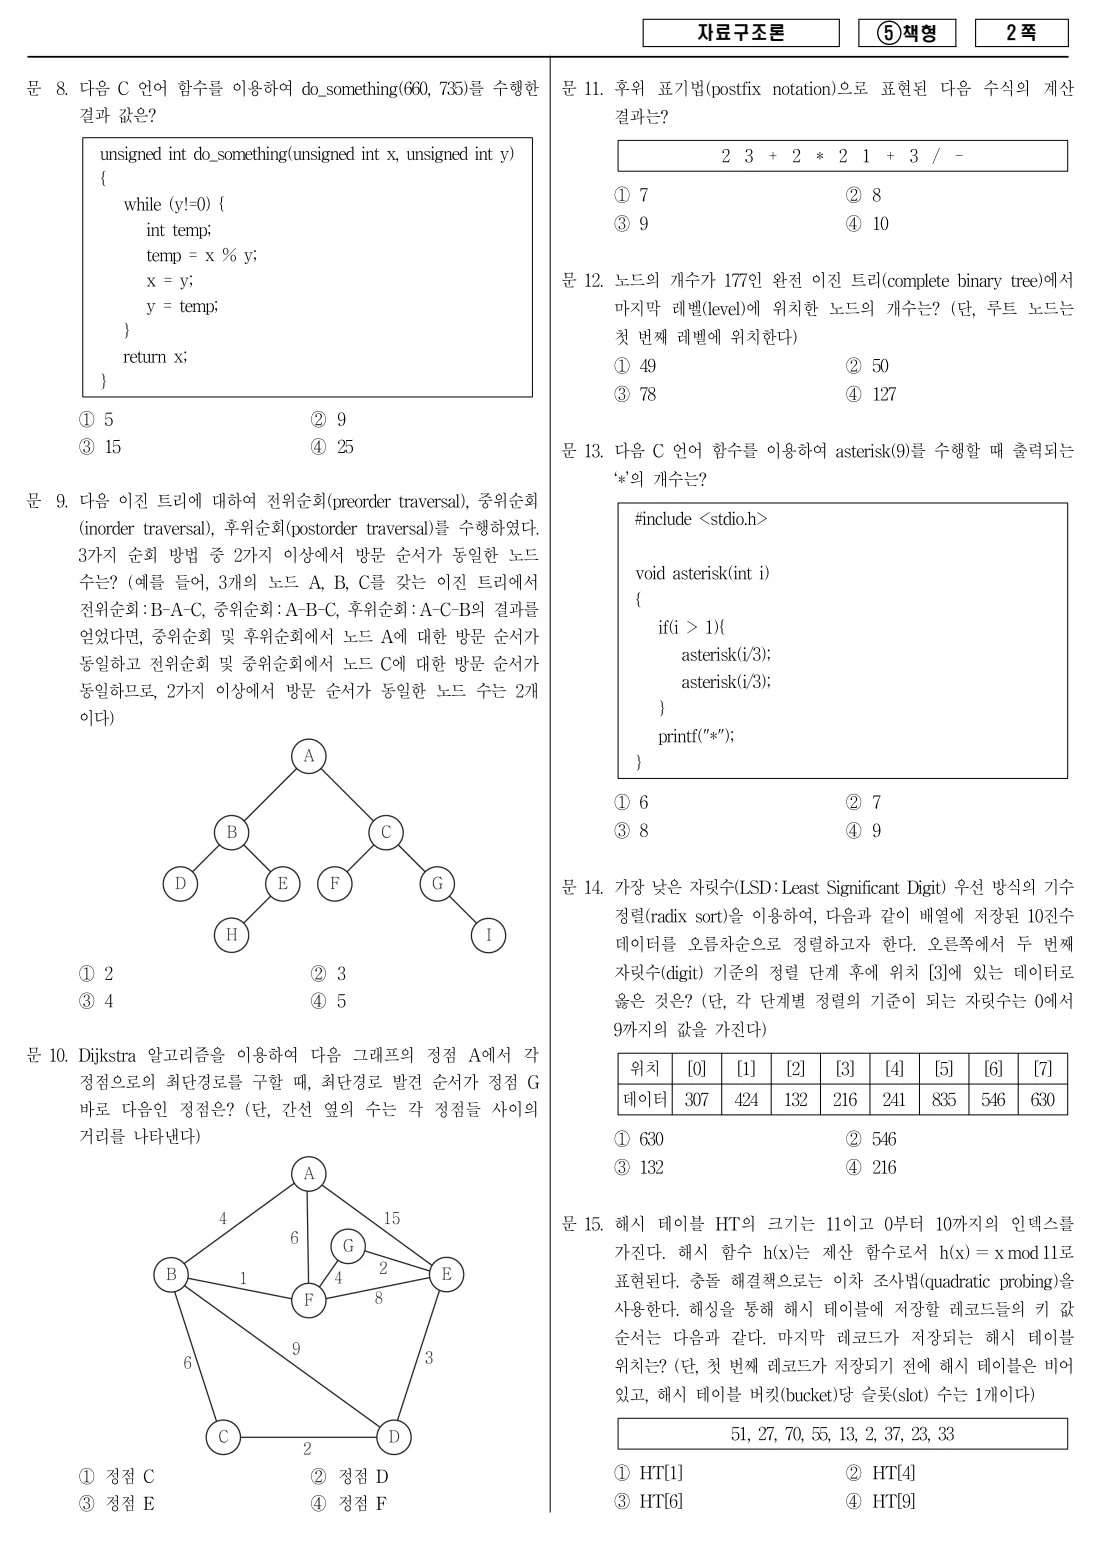 자료구조론
⑤책형
2쪽
문 8. 다음 C 언어 함수를 이용하여 do_something(660, 735)를 수행한
결과 값은?
unsigned int do_something(unsigned int x, unsigned int y)
{
while (y!=0) {
int temp;
temp = x % y;
x = y;
y = temp;
}
return x;
}
① 5
② 9
③ 15
④ 25
문 9. 다음 이진 트리에 대하여 전위순회(preorder traversal), 중위순회
(inorder traversal), 후위순회(postorder traversal)를 수행하였다.
3가지 순회 방법 중 2가지 이상에서 방문 순서가 동일한 노드
수는? (예를 들어, 3개의 노드 A, B, C를 갖는 이진 트리에서
전위순회 : B-A-C, 중위순회 : A-B-C, 후위순회 : A-C-B의 결과를
얻었다면, 중위순회 및 후위순회에서 노드 A에 대한 방문 순서가
동일하고 전위순회 및 중위순회에서 노드 C에 대한 방문 순서가
동일하므로, 2가지 이상에서 방문 순서가 동일한 노드 수는 2개
이다)
A
B
C
D
E
F
G
H
I
① 2
② 3
③ 4
④ 5
문 10. Dijkstra 알고리즘을 이용하여 다음 그래프의 정점 A에서 각
정점으로의 최단경로를 구할 때, 최단경로 발견 순서가 정점 G
바로 다음인 정점은? (단, 간선 옆의 수는 각 정점들 사이의
거리를 나타낸다)
A
4
15
6
G
B
1
4
2
E
F
8
9
6
3
C
D
2
① 정점 C
② 정점 D
③ 정점 E
④ 정점 F
문 11. 후위 표기법(postfix notation)으로 표현된 다음 수식의 계산
결과는?
2 3 + 2 * 2 1 + 3 / -
① 7
② 8
③ 9
④ 10
문 12. 노드의 개수가 177인 완전 이진 트리(complete binary tree)에서
마지막 레벨(level)에 위치한 노드의 개수는? (단, 루트 노드는
첫 번째 레벨에 위치한다)
① 49
② 50
③ 78
④ 127
문 13. 다음 C 언어 함수를 이용하여 asterisk(9)를 수행할 때 출력되는
‘*’의 개수는?
#include <stdio.h>
void asterisk(int i)
{
if(i > 1){
asterisk(i/3);
asterisk(i/3);
}
printf("*");
}
① 6
② 7
③ 8
④ 9
문 14. 가장 낮은 자릿수(LSD : Least Significant Digit) 우선 방식의 기수
정렬(radix sort)을 이용하여, 다음과 같이 배열에 저장된 10진수
데이터를 오름차순으로 정렬하고자 한다. 오른쪽에서 두 번째
자릿수(digit) 기준의 정렬 단계 후에 위치 [3]에 있는 데이터로
옳은 것은? (단, 각 단계별 정렬의 기준이 되는 자릿수는 0에서
9까지의 값을 가진다)
위치 [0] [1] [2] [3] [4] [5] [6] [7]
데이터 307 424 132 216 241 835 546 630
① 630
② 546
③ 132
④ 216
문 15. 해시 테이블 HT의 크기는 11이고 0부터 10까지의 인덱스를
가진다. 해시 함수 h(x)는 제산 함수로서 h(x) = x mod 11로
표현된다. 충돌 해결책으로는 이차 조사법(quadratic probing)을
사용한다. 해싱을 통해 해시 테이블에 저장할 레코드들의 키 값
순서는 다음과 같다. 마지막 레코드가 저장되는 해시 테이블
위치는? (단, 첫 번째 레코드가 저장되기 전에 해시 테이블은 비어
있고, 해시 테이블 버킷(bucket)당 슬롯(slot) 수는 1개이다)
51, 27, 70, 55, 13, 2, 37, 23, 33
① HT[1]
② HT[4]
③ HT[6]
④ HT[9]